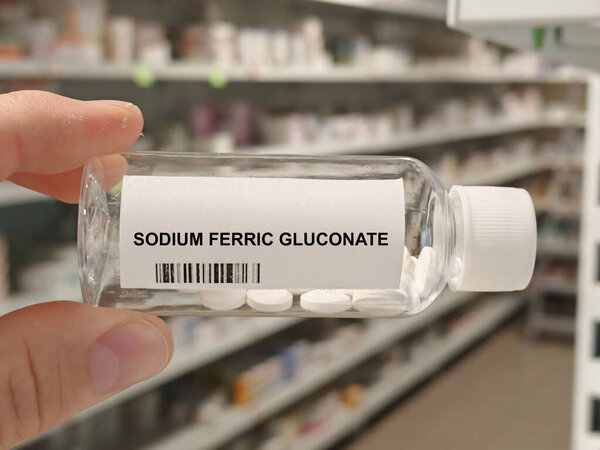 SODIUM FERRIC GLUCONATE